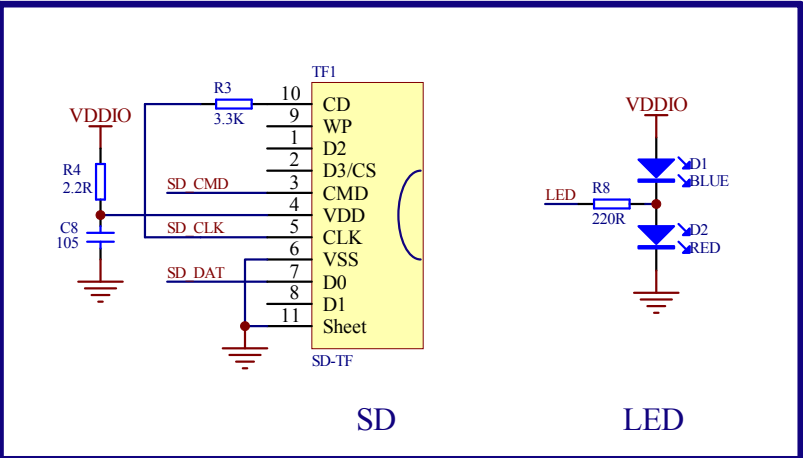 TF1
R3
3.3K
10 CD
9 WP
1 D2
2 D3/CS
SD_CMD 3 CMD
4 VDD
SD_CLK 5 CLK
6 VSS
SD_DAT 7 D0
8 D1
11 Sheet
SD-TF
VDDIO
R4
2.2R
C8
105
SD
VDDIO
D1
BLUE
LED
R8
220R
D2
RED
LED